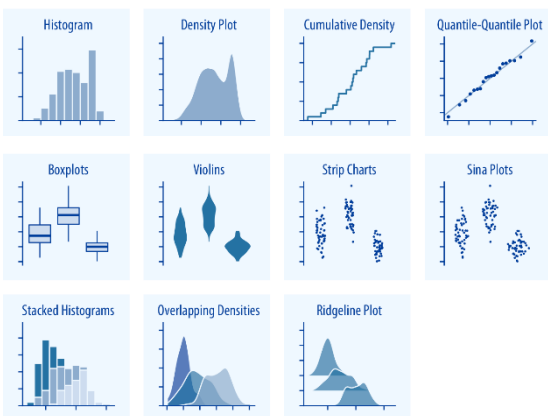 Histogram
Density Plot
Cumulative Density
Quantile-Quantile Plot
Boxplots
Violins
Strip Charts
Sina Plots
Stacked Histograms
Overlapping Densities
Ridgeline Plot